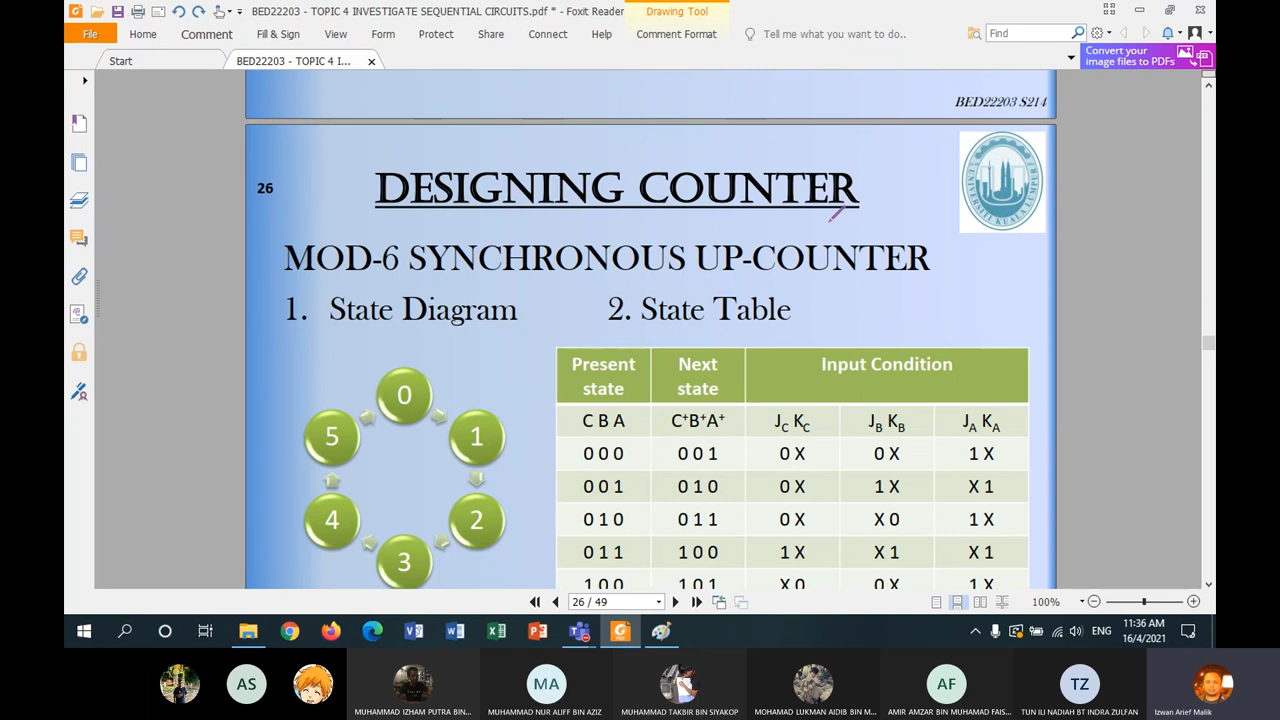 BED22203 - TOPIC 4 INVESTIGATE SEQUENTIAL CIRCUITS.pdf * - Foxit Reader
Drawing Tool
File Home Comment Fill & Sign View Form Protect Share Connect Help Comment Format Tell me what you want to do.. Find
Start BED22203 - TOPIC 4 I... Convert your
image files to PDFs
BED22203 S214
26
DESIGNING COUNTER
MOD-6 SYNCHRONOUS UP-COUNTER
1. State Diagram 2. State Table
0
1
2
3
4
5
Present state Next state Input Condition
C B A C⁺B⁺A⁺ J_C K_C J_B K_B J_A K_A
0 0 0 0 0 1 0 X 0 X 1 X
0 0 1 0 1 0 0 X 1 X X 1
0 1 0 0 1 1 0 X X 0 1 X
0 1 1 1 0 0 1 X X 1 X 1
1 0 0 1 0 1 X 0 0 X 1 X
26 / 49 100%
ENG 11:36 AM
16/4/2021
AS MA AF TZ
MUHAMMAD IZHAM PUTRA BIN... MUHAMMAD NUR ALIFF BIN AZIZ MUHAMMAD TAKBIR BIN SIYAKOP MOHAMAD LUKMAN AIDIB BIN M... AMIR AMZAR BIN MUHAMAD FAIS... TUN ILI NADIAH BT INDRA ZULFAN Izwan Arief Malik